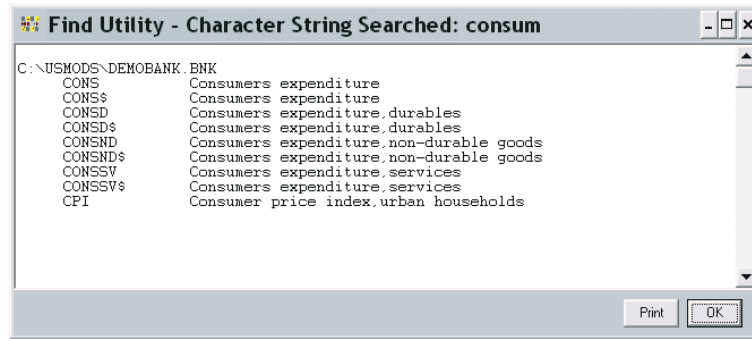 Find Utility - Character String Searched: consum
C:\USMODS\DEMOBANK.BNK
CONS Consumers expenditure
CONS$ Consumers expenditure
CONSD Consumers expenditure,durables
CONSD$ Consumers expenditure,durables
CONSND Consumers expenditure,non-durable goods
CONSND$ Consumers expenditure,non-durable goods
CONSSV Consumers expenditure,services
CONSSV$ Consumers expenditure,services
CPI Consumer price index,urban households
Print OK